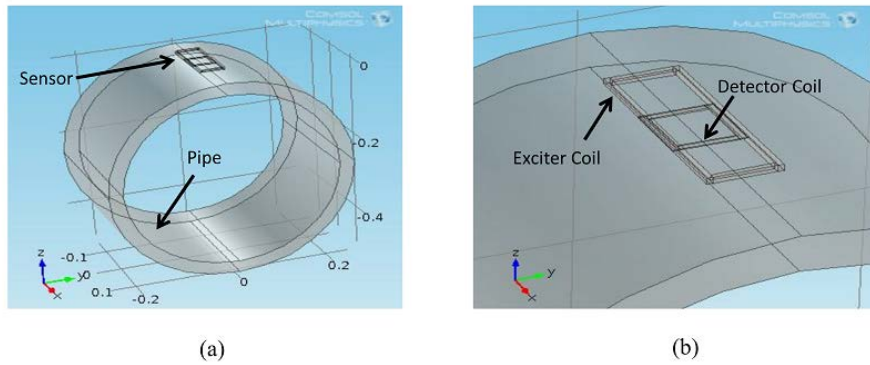 COMSOL
MULTIPHYSICS
Sensor
Pipe
0
-0.2
-0.4
-0.1
0
0.1
-0.2
0
0.2
z
y
x
(a)
COMSOL
MULTIPHYSICS
Detector Coil
Exciter Coil
z
y
x
(b)